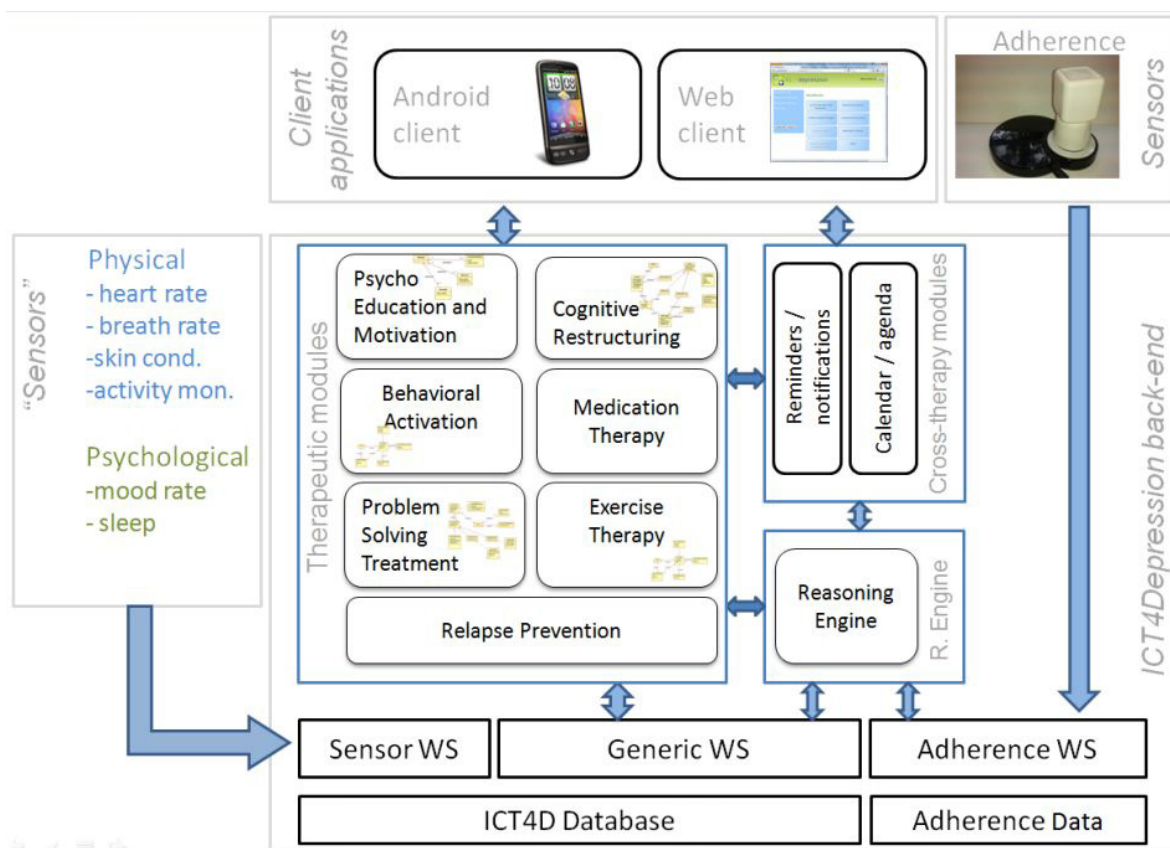 Client
applications
Android
client
10 08
Web
client
Adherence
Sensors
"Sensors"
Physical
- heart rate
- breath rate
-skin cond.
-activity mon.
Psychological
-mood rate
- sleep
Therapeutic modules
Psycho
Education and
Motivation
Cognitive
Restructuring
Behavioral
Activation
Medication
Therapy
Problem
Solving
Treatment
Exercise
Therapy
Relapse Prevention
Reminders /
notifications
Calendar / agenda
Cross-therapy modules
Reasoning
Engine
R. Engine
ICT4Depression back-end
Sensor WS
Generic WS
Adherence WS
ICT4D Database
Adherence Data